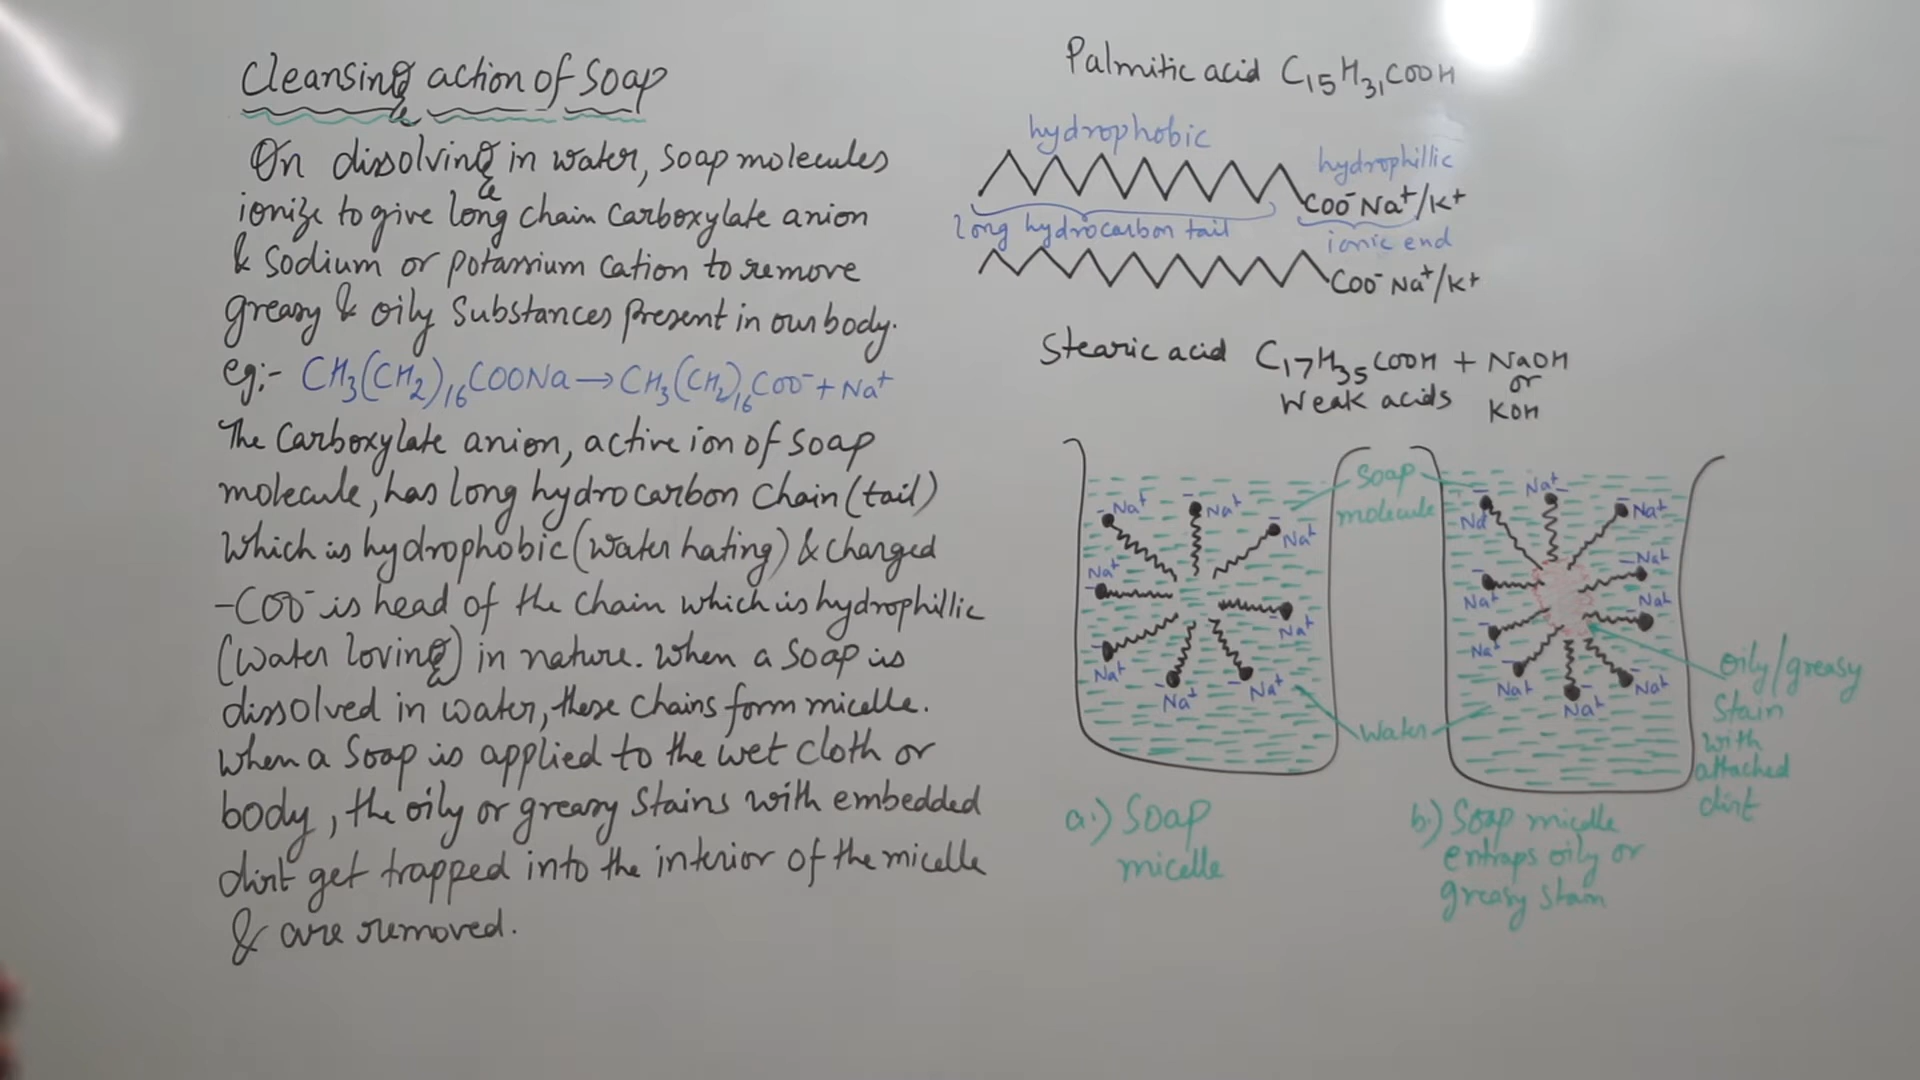 Cleansing action of Soap
On dissolving in water, soap molecules
ionize to give long chain carboxylate anion
& sodium or potassium cation to remove
greasy & oily substances present in our body.
eg:- CH₃(CH₂)₁₆COONa → CH₃(CH₂)₁₆COO⁻ + Na⁺
The carboxylate anion, active ion of soap
molecule, has long hydrocarbon chain (tail)
which is hydrophobic (water hating) & charged
-COO⁻ is head of the chain which is hydrophillic
(water loving) in nature. when a soap is
dissolved in water, these chains form micelle.
when a soap is applied to the wet cloth or
body, the oily or greasy stains with embedded
dirt get trapped into the interior of the micelle
& are removed.
Palmitic acid C₁₅H₃₁COOH
hydrophobic
hydrophillic
COO⁻Na⁺/K⁺
long hydrocarbon tail
ionic end
COO⁻Na⁺/K⁺
Stearic acid C₁₇H₃₅COOH + NaOH
or
Weak acids KOH
Soap
molecule
- Na⁺
- Na⁺
- Na⁺
Na⁺ -
Na⁺
- Na⁺
- Na⁺
- Na⁺
Water
a.) Soap
micelle
- Na⁺
Na⁺ -
- Na⁺
- Na⁺
Na⁺ -
Na⁺
- Na⁺
- Na⁺
- Na⁺
- Na⁺
Oily/greasy
stain
with
attached
dirt
b.) Soap micelle
entraps oily or
greasy stain